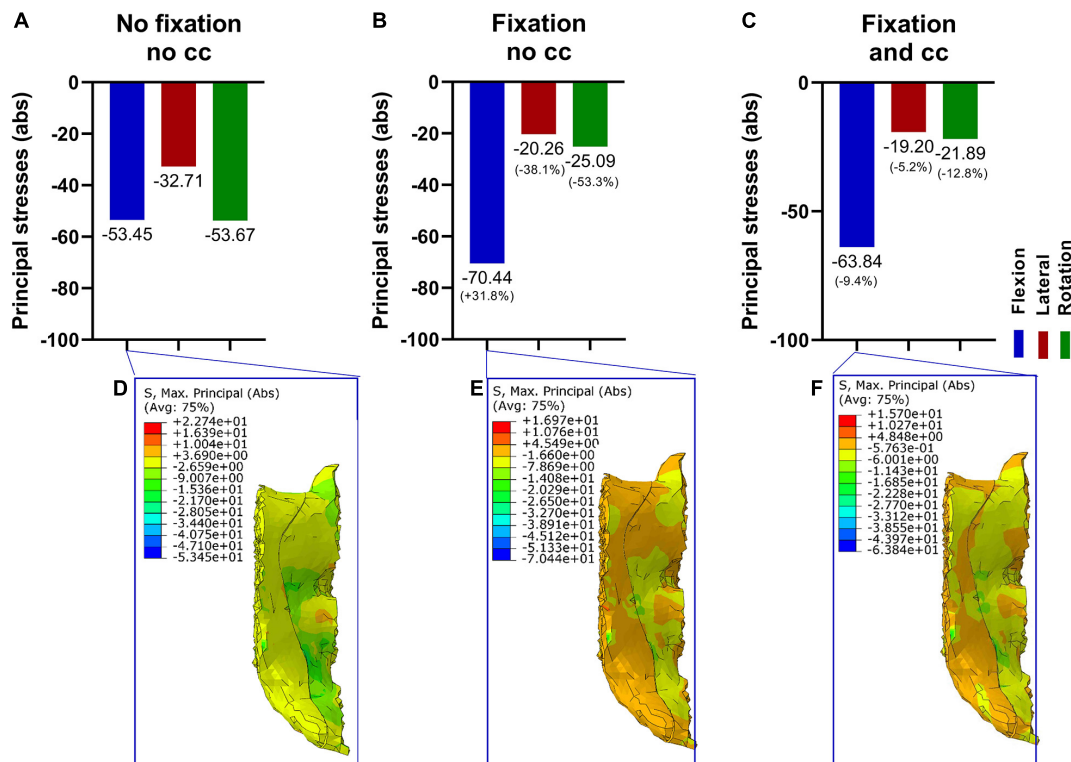 A
No fixation
no cc
Principal stresses (abs)
0
-20
-40
-60
-80
-100
-53.45
-32.71
-53.67
B
Fixation
no cc
Principal stresses (abs)
0
-20
-40
-60
-80
-100
-70.44
(+31.8%)
-20.26
(-38.1%)
-25.09
(-53.3%)
C
Fixation
and cc
Principal stresses (abs)
0
-50
-100
-63.84
(-9.4%)
-19.20
(-5.2%)
-21.89
(-12.8%)
Flexion
Lateral
Rotation
D
S, Max. Principal (Abs)
(Avg: 75%)
+2.274e+01
+1.639e+01
+1.004e+01
+3.690e+00
-2.659e+00
-9.007e+00
-1.536e+01
-2.170e+01
-2.805e+01
-3.440e+01
-4.075e+01
-4.710e+01
-5.345e+01
E
S, Max. Principal (Abs)
(Avg: 75%)
+1.697e+01
+1.076e+01
+4.549e+00
-1.660e+00
-7.869e+00
-1.408e+01
-2.029e+01
-2.650e+01
-3.270e+01
-3.891e+01
-4.512e+01
-5.133e+01
-7.044e+01
F
S, Max. Principal (Abs)
(Avg: 75%)
+1.570e+01
+1.027e+01
+4.848e+00
-5.763e-01
-6.001e+00
-1.143e+01
-1.685e+01
-2.228e+01
-2.770e+01
-3.312e+01
-3.855e+01
-4.397e+01
-6.384e+01